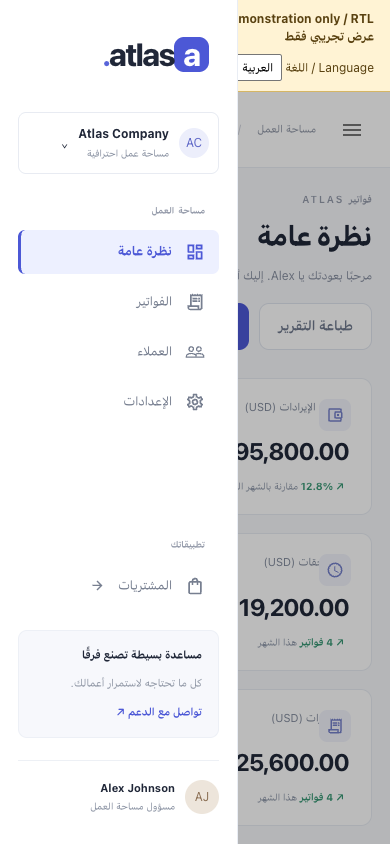 monstration only / RTL
عرض تجريبي فقط
Language / اللغة
العربية
atlas.
a
Atlas Company
مساحة عمل احترافية
AC
مساحة العمل
نظرة عامة
الفواتير
العملاء
الإعدادات
تطبيقاتك
المشتريات
مساعدة بسيطة تصنع فرقًا
كل ما تحتاجه لاستمرار أعمالك.
تواصل مع الدعم ↗
Alex Johnson
مسؤول مساحة العمل
AJ
مساحة العمل /
فواتير ATLAS
نظرة عامة
مرحبًا بعودتك يا Alex. إليك
طباعة التقرير
الإيرادات (USD)
95,800.00
↗ 12.8% مقارنة بالشهر
(USD)
19,200.00
↗ 4 فواتير هذا الشهر
(USD)
25,600.00
↗ 4 فواتير هذا الشهر